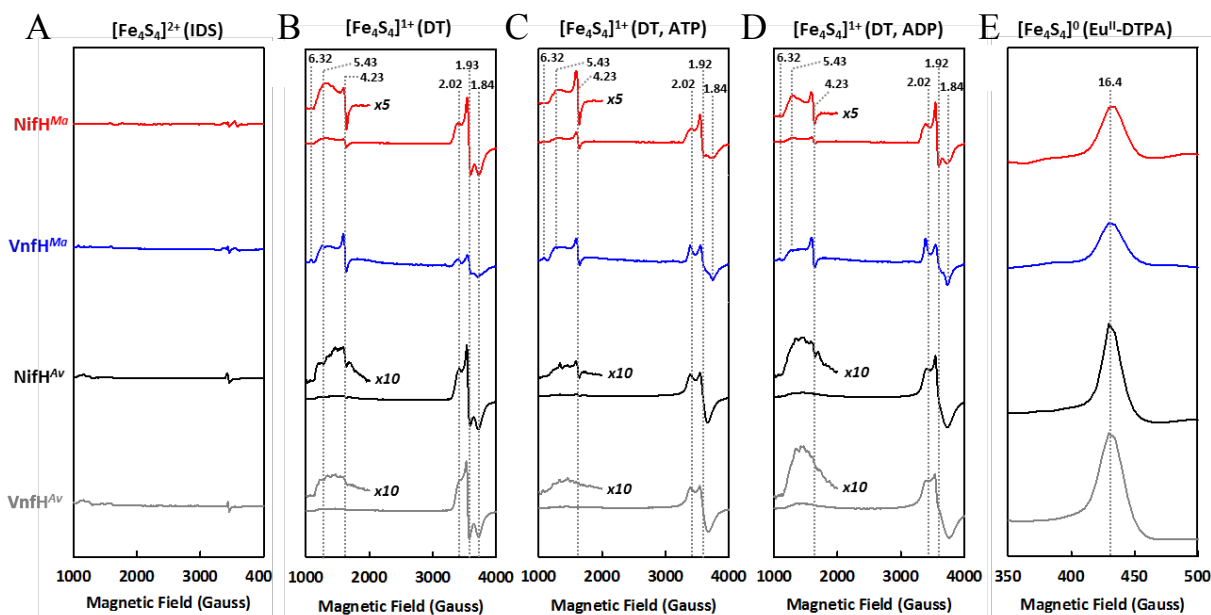 A [Fe₄S₄]²⁺ (IDS) B [Fe₄S₄]¹⁺ (DT) C [Fe₄S₄]¹⁺ (DT, ATP) D [Fe₄S₄]¹⁺ (DT, ADP) E [Fe₄S₄]⁰ (Euᴵᴵ-DTPA)
6.32 5.43 4.23 2.02 1.93 1.84
6.32 5.43 4.23 2.02 1.92 1.84
6.32 5.43 4.23 2.02 1.92 1.84
16.4
x5 x5 x5
NifHᴹᵃ
VnfHᴹᵃ
NifHᴬᵛ
x10 x10 x10
VnfHᴬᵛ
x10 x10 x10
1000 2000 3000 400
1000 2000 3000 4000
1000 2000 3000 4000
1000 2000 3000 4000
350 400 450 500
Magnetic Field (Gauss) Magnetic Field (Gauss) Magnetic Field (Gauss) Magnetic Field (Gauss) Magnetic Field (Gauss)